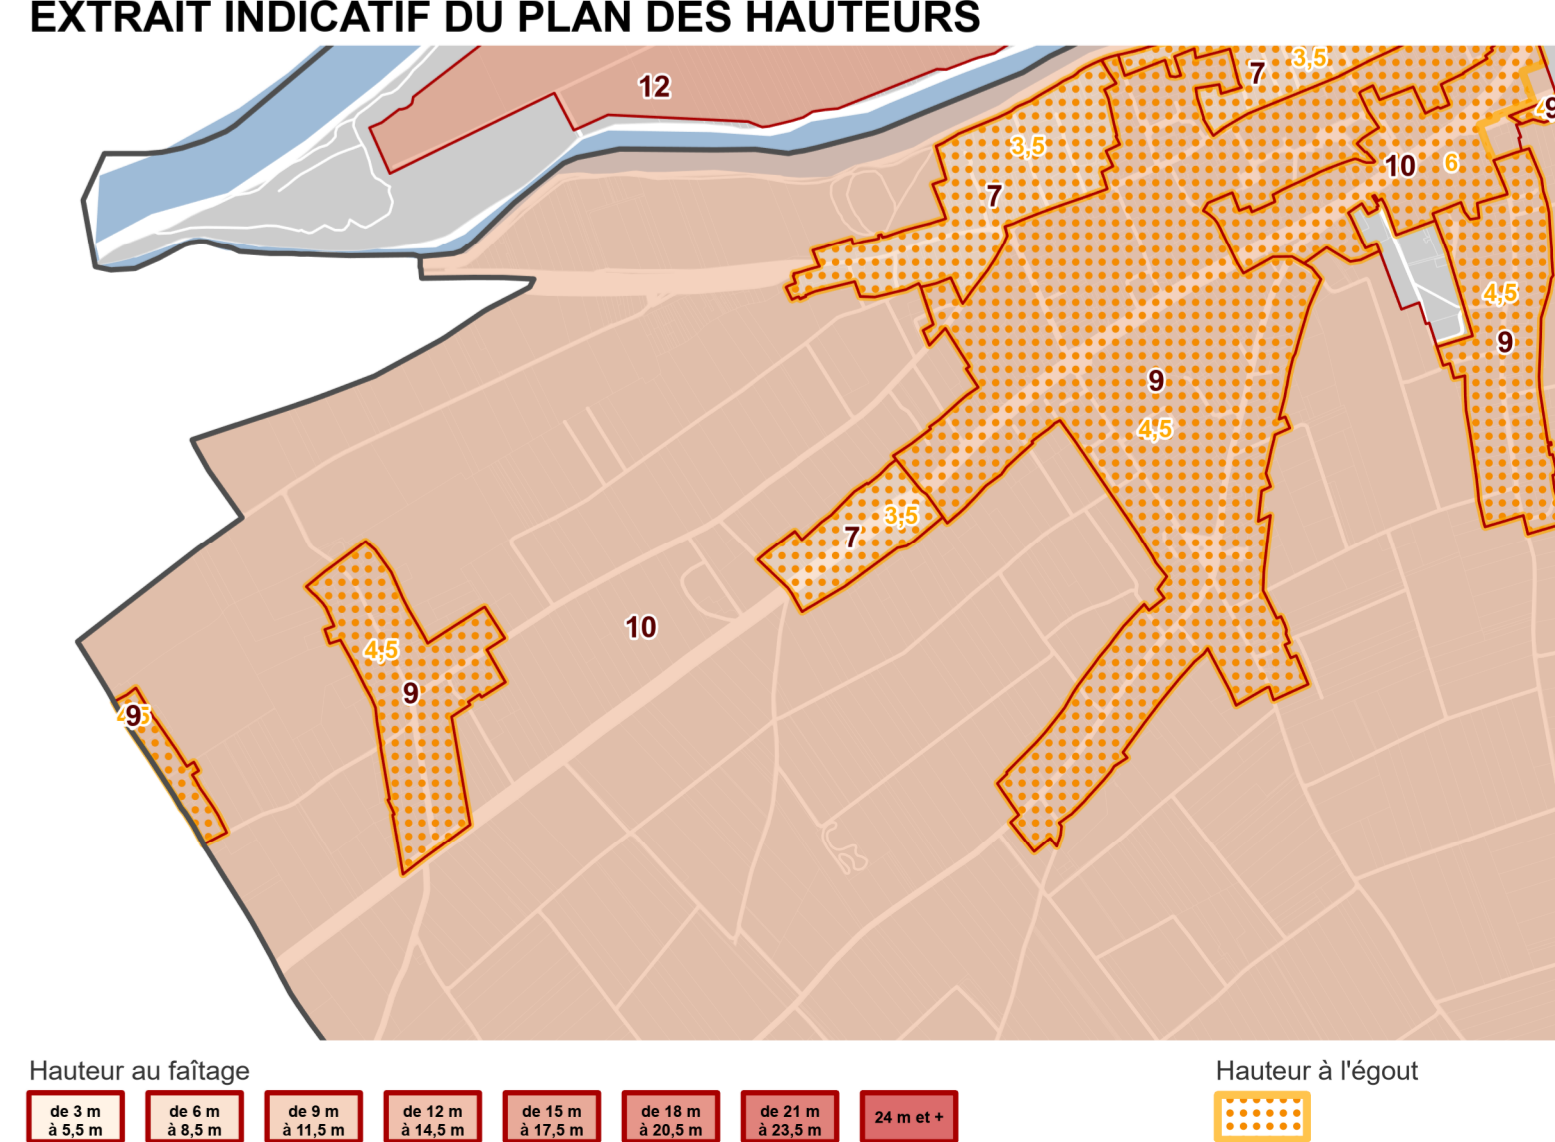 EXTRAIT INDICATIF DU PLAN DES HAUTEURS
12
7
3,5
9
3,5
7
10
6
4,5
9
9
4,5
7
3,5
10
4,5
9
9
Hauteur au faîtage
Hauteur à l'égout
de 3 m
à 5,5 m
de 6 m
à 8,5 m
de 9 m
à 11,5 m
de 12 m
à 14,5 m
de 15 m
à 17,5 m
de 18 m
à 20,5 m
de 21 m
à 23,5 m
24 m et +